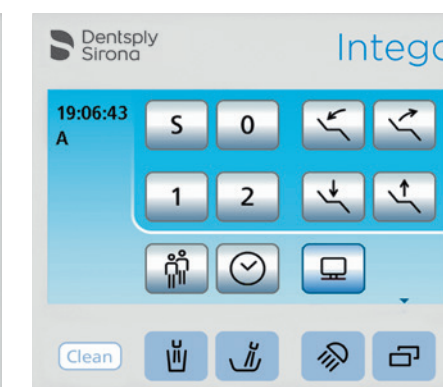 Dentsply
Sirona
Intego
19:06:43
A
S
0
1
2
Clean